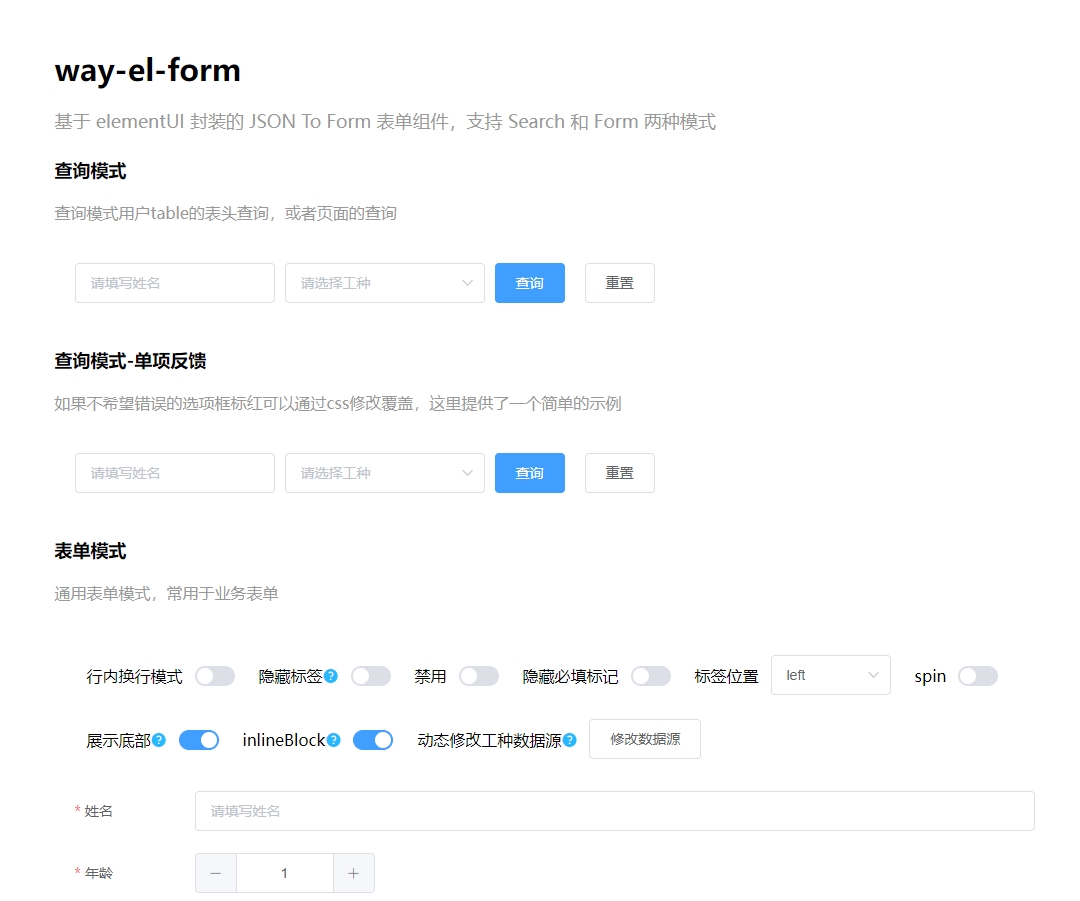 way-el-form
基于 elementUI 封装的 JSON To Form 表单组件，支持 Search 和 Form 两种模式
查询模式
查询模式用户table的表头查询，或者页面的查询
请填写姓名 请选择工种 查询 重置
查询模式-单项反馈
如果不希望错误的选项框标红可以通过css修改覆盖，这里提供了一个简单的示例
请填写姓名 请选择工种 查询 重置
表单模式
通用表单模式，常用于业务表单
行内换行模式 隐藏标签? 禁用 隐藏必填标记 标签位置 left spin
展示底部? inlineBlock? 动态修改工种数据源? 修改数据源
* 姓名 请填写姓名
* 年龄 − 1 +